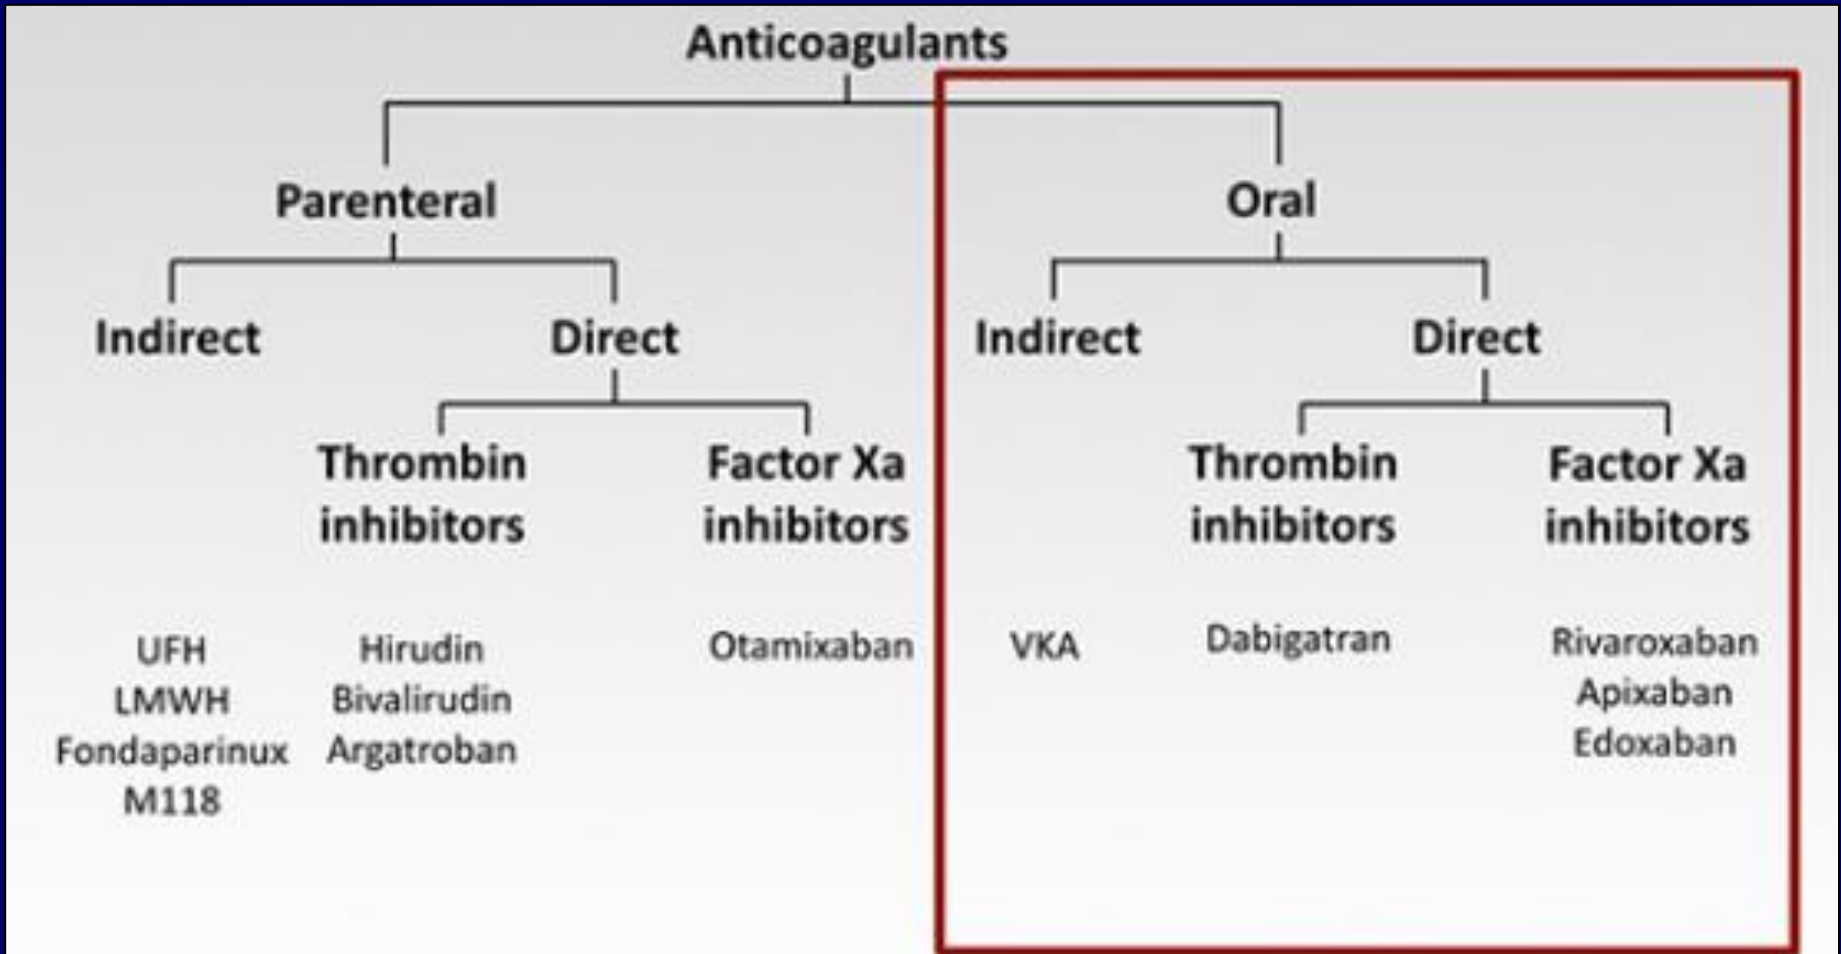 Anticoagulants
Parenteral
Oral
Indirect
Direct
Indirect
Direct
Thrombin
inhibitors
Factor Xa
inhibitors
Thrombin
inhibitors
Factor Xa
inhibitors
UFH
LMWH
Fondaparinux
M118
Hirudin
Bivalirudin
Argatroban
Otamixaban
VKA
Dabigatran
Rivaroxaban
Apixaban
Edoxaban